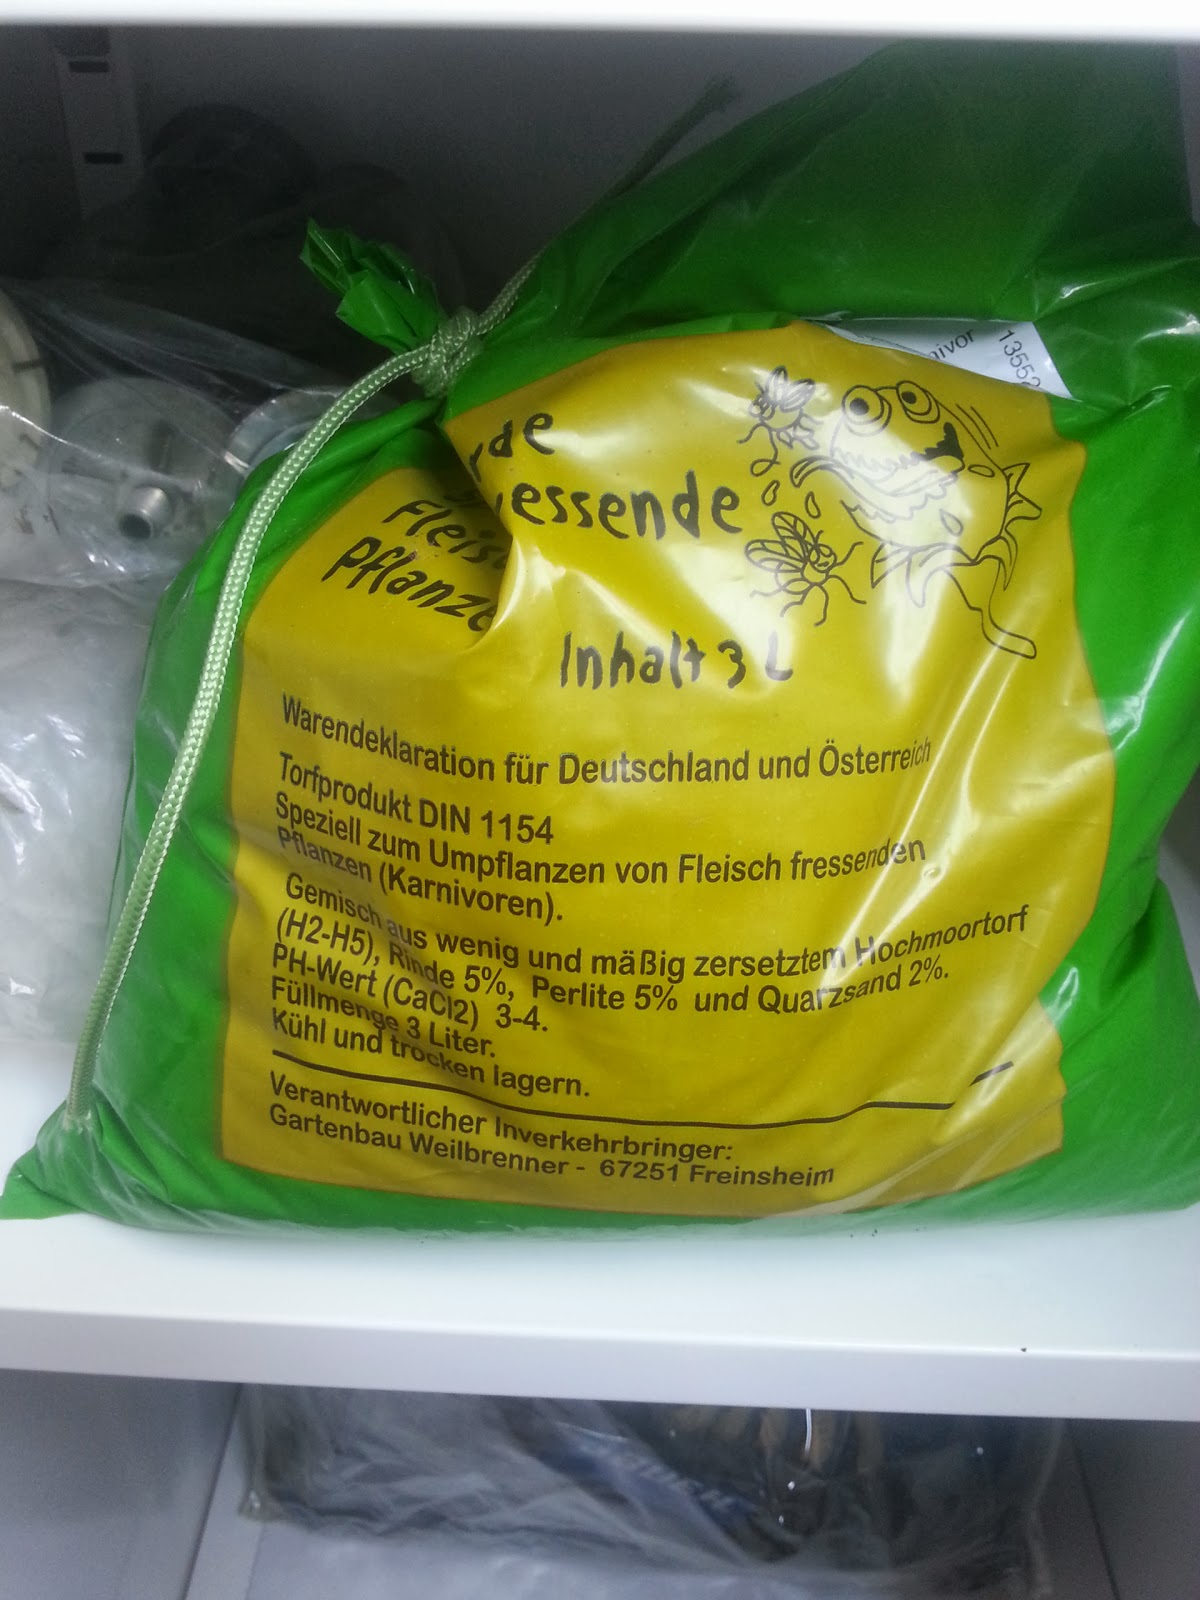 essende
Fleis
Pflanze
Inhalt 3 L
Warendeklaration für Deutschland und Österreich
Torfprodukt DIN 1154
Speziell zum Umpflanzen von Fleisch fressenden
Pflanzen (Karnivoren).
Gemisch aus wenig und mäßig zersetztem Hochmoortorf
(H2-H5), Rinde 5%, Perlite 5% und Quarzsand 2%.
PH-Wert (CaCl2) 3-4.
Füllmenge 3 Liter.
Kühl und trocken lagern.
Verantwortlicher Inverkehrbringer:
Gartenbau Weilbrenner - 67251 Freinsheim